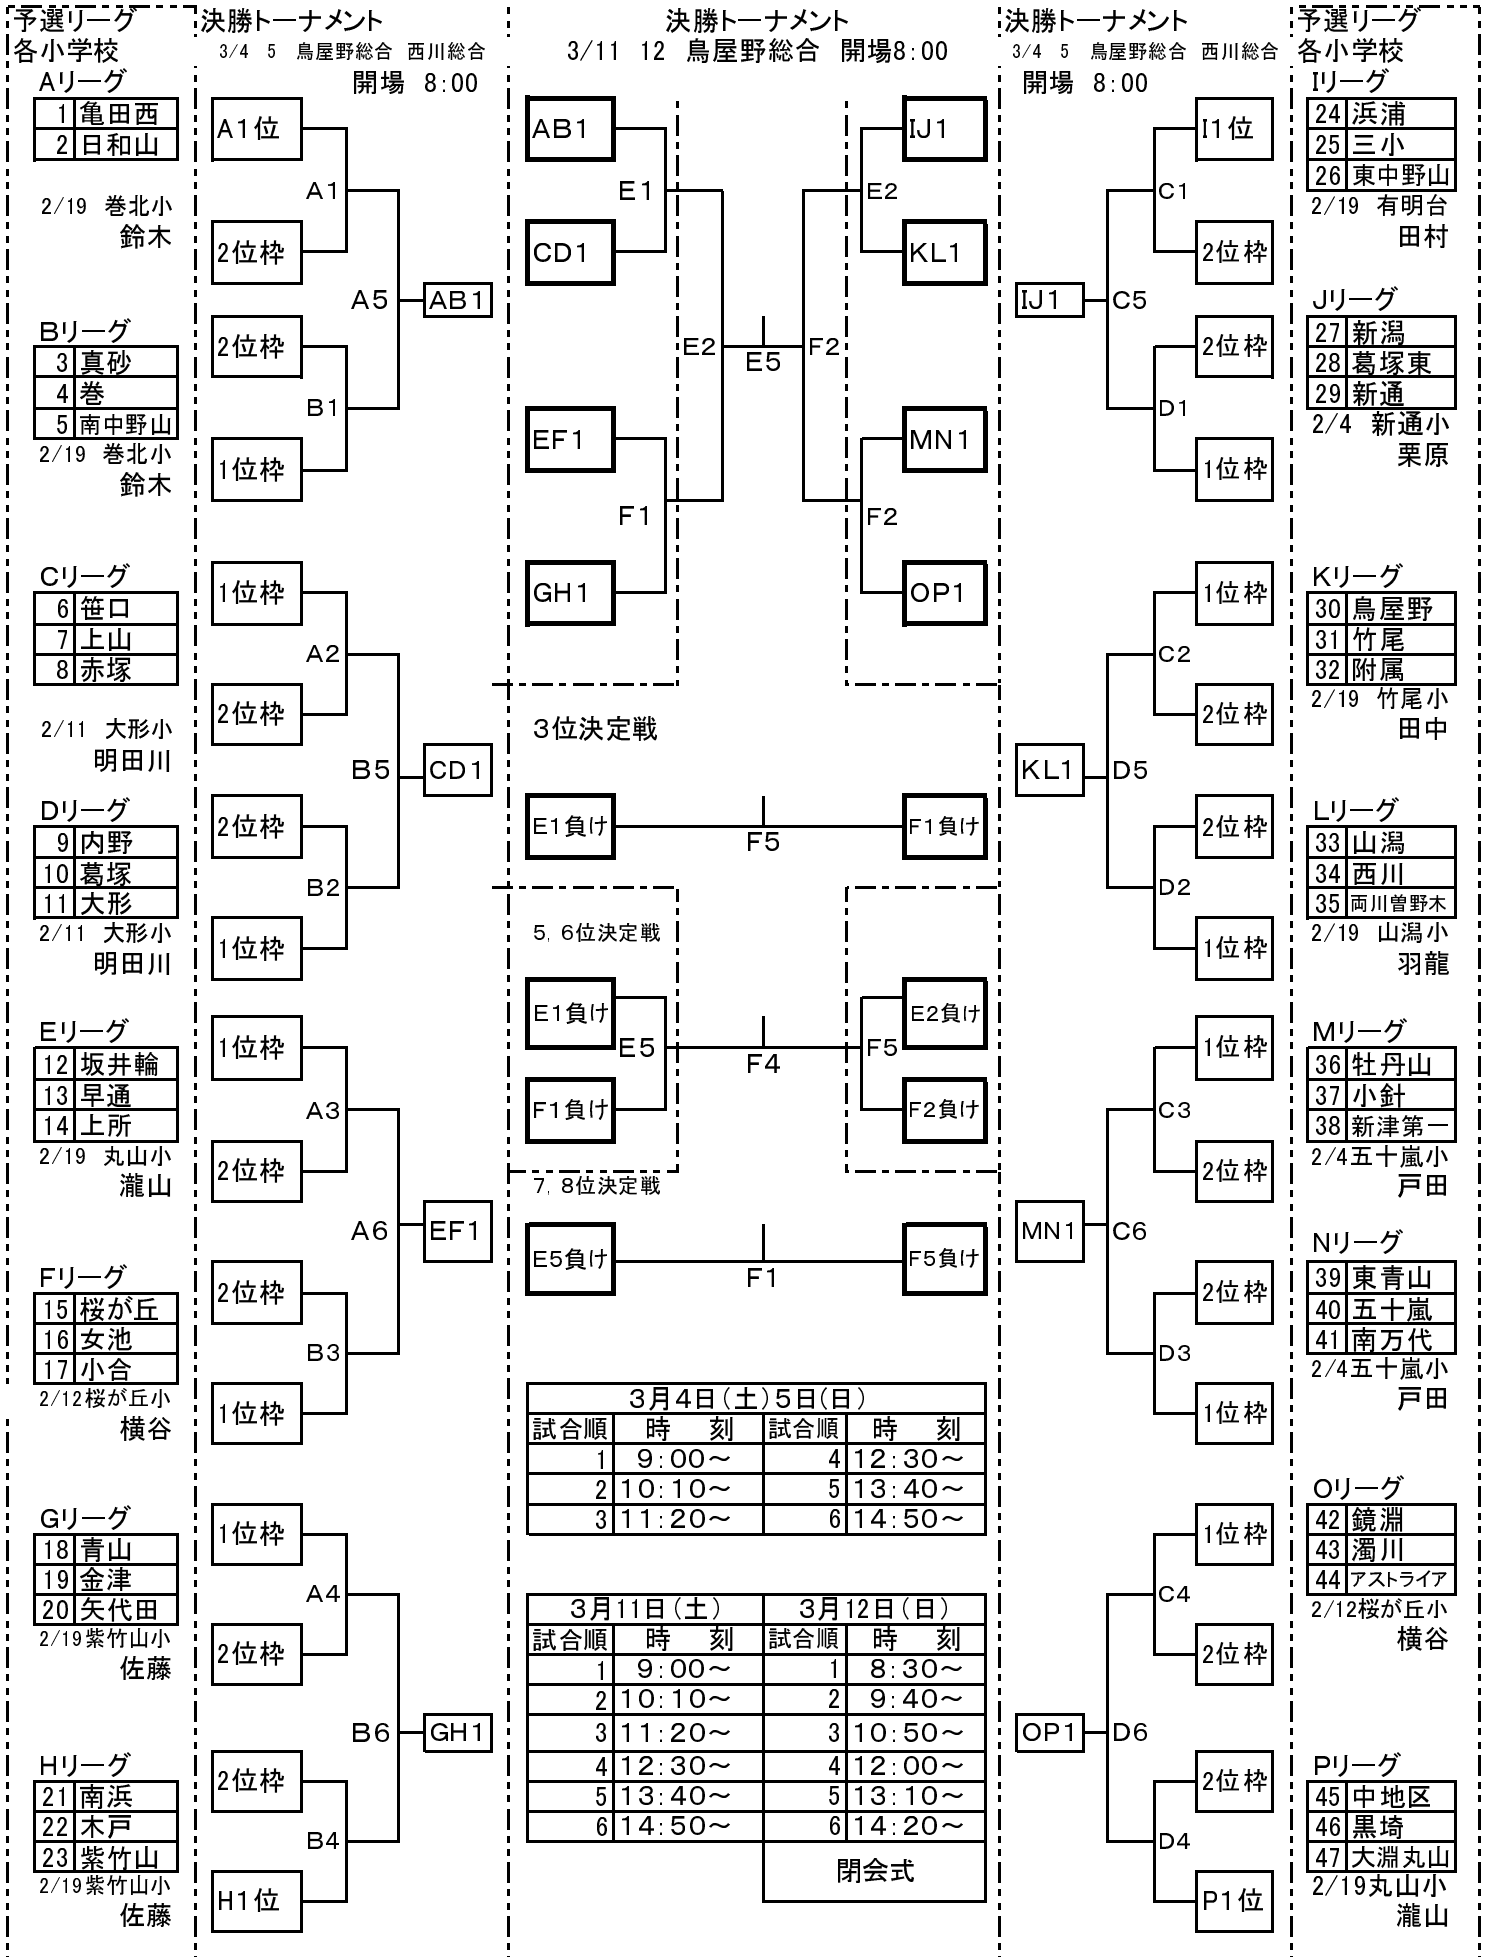 予選リーグ
各小学校
Aリーグ
1 亀田西
2 日和山
2/19 巻北小
鈴木
Bリーグ
3 真砂
4 巻
5 南中野山
2/19 巻北小
鈴木
Cリーグ
6 笹口
7 上山
8 赤塚
2/11 大形小
明田川
Dリーグ
9 内野
10 葛塚
11 大形
2/11 大形小
明田川
Eリーグ
12 坂井輪
13 早通
14 上所
2/19 丸山小
瀧山
Fリーグ
15 桜が丘
16 女池
17 小合
2/12桜が丘小
横谷
Gリーグ
18 青山
19 金津
20 矢代田
2/19紫竹山小
佐藤
Hリーグ
21 南浜
22 木戸
23 紫竹山
2/19紫竹山小
佐藤
決勝トーナメント
3/4 5 鳥屋野総合 西川総合
開場 8:00
A1位
A1
2位枠
A5 AB1
2位枠
B1
1位枠
1位枠
A2
2位枠
B5 CD1
2位枠
B2
1位枠
1位枠
A3
2位枠
A6 EF1
2位枠
B3
1位枠
1位枠
A4
2位枠
B6 GH1
2位枠
B4
H1位
決勝トーナメント
3/11 12 鳥屋野総合 開場8:00
AB1 IJ1
E1 E2
CD1 KL1
E2 E5 F2
EF1 MN1
F1 F2
GH1 OP1
3位決定戦
E1負け F1負け
F5
5,6位決定戦
E1負け E2負け
E5 F4 F5
F1負け F2負け
7,8位決定戦
E5負け F5負け
F1
3月4日(土)5日(日)
試合順 時 刻 試合順 時 刻
1 9:00～ 4 12:30～
2 10:10～ 5 13:40～
3 11:20～ 6 14:50～
3月11日(土) 3月12日(日)
試合順 時 刻 試合順 時 刻
1 9:00～ 1 8:30～
2 10:10～ 2 9:40～
3 11:20～ 3 10:50～
4 12:30～ 4 12:00～
5 13:40～ 5 13:10～
6 14:50～ 6 14:20～
閉会式
決勝トーナメント
3/4 5 鳥屋野総合 西川総合
開場 8:00
I1位
C1
2位枠
IJ1 C5
2位枠
D1
1位枠
1位枠
C2
2位枠
KL1 D5
2位枠
D2
1位枠
1位枠
C3
2位枠
MN1 C6
2位枠
D3
1位枠
1位枠
C4
2位枠
OP1 D6
2位枠
D4
P1位
予選リーグ
各小学校
Iリーグ
24 浜浦
25 三小
26 東中野山
2/19 有明台
田村
Jリーグ
27 新潟
28 葛塚東
29 新通
2/4 新通小
栗原
Kリーグ
30 鳥屋野
31 竹尾
32 附属
2/19 竹尾小
田中
Lリーグ
33 山潟
34 西川
35 両川曽野木
2/19 山潟小
羽龍
Mリーグ
36 牡丹山
37 小針
38 新津第一
2/4五十嵐小
戸田
Nリーグ
39 東青山
40 五十嵐
41 南万代
2/4五十嵐小
戸田
Oリーグ
42 鏡淵
43 濁川
44 アストライア
2/12桜が丘小
横谷
Pリーグ
45 中地区
46 黒埼
47 大淵丸山
2/19丸山小
瀧山